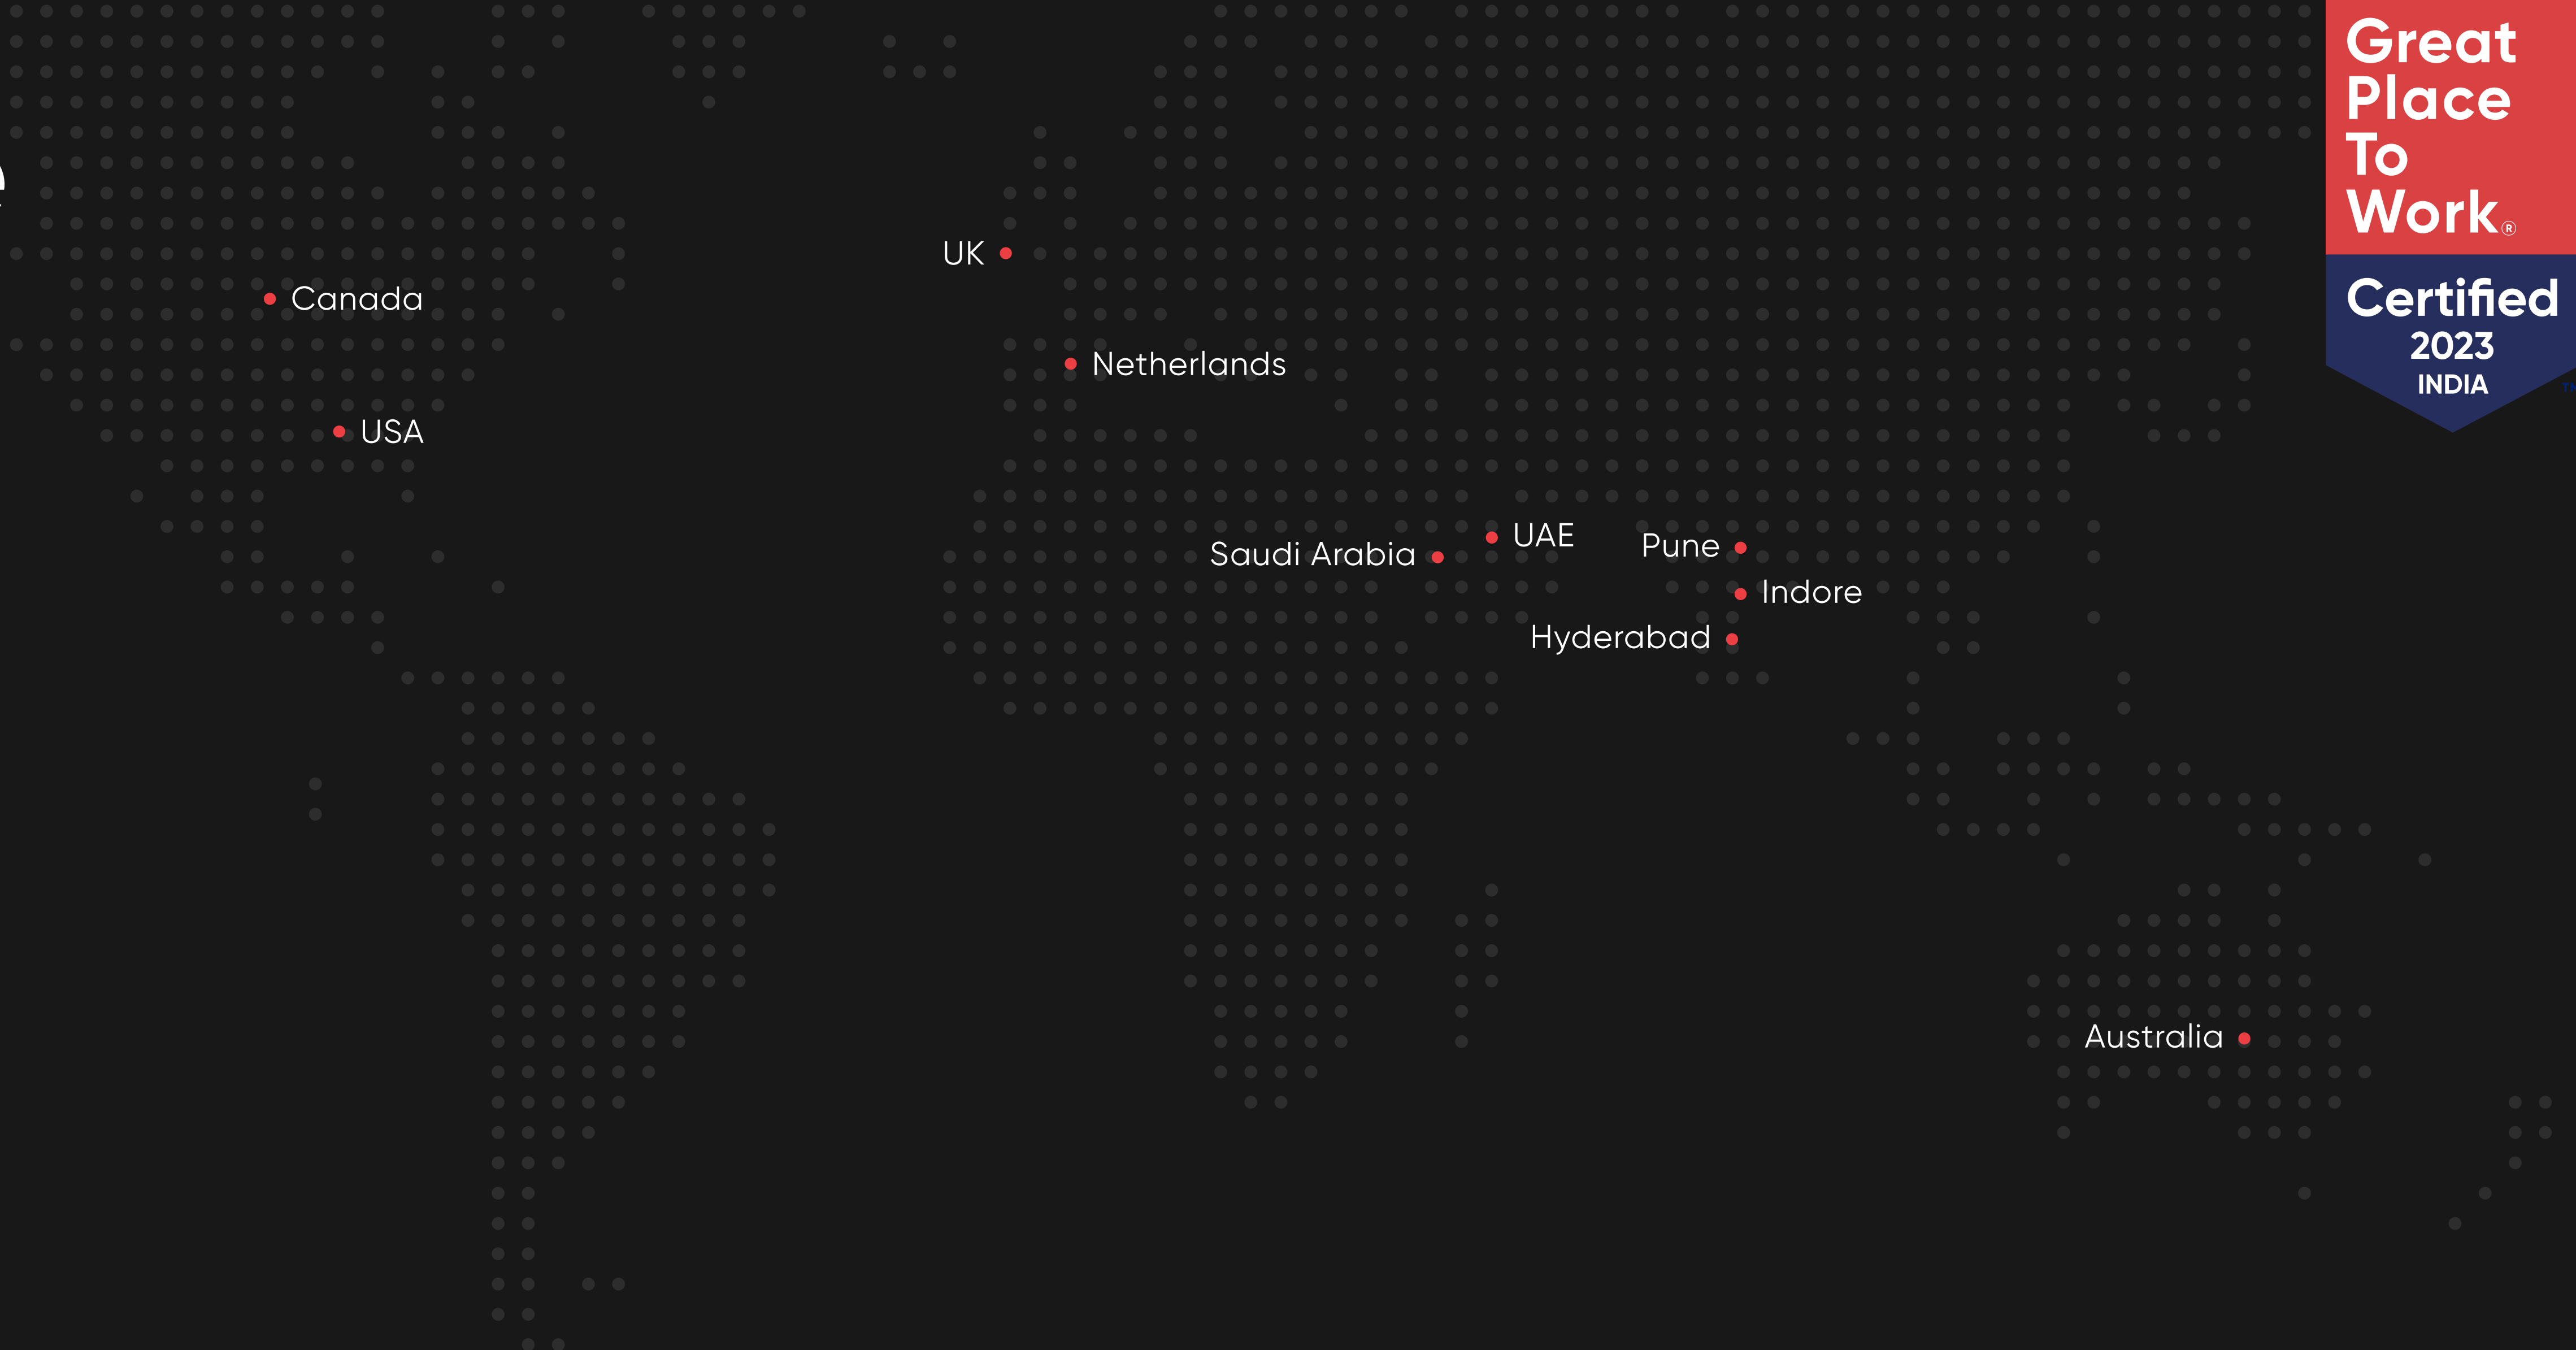 Great
Place
To
Work®
Certified
2023
INDIA
UK
Canada
Netherlands
USA
UAE
Saudi Arabia
Pune
Indore
Hyderabad
Australia